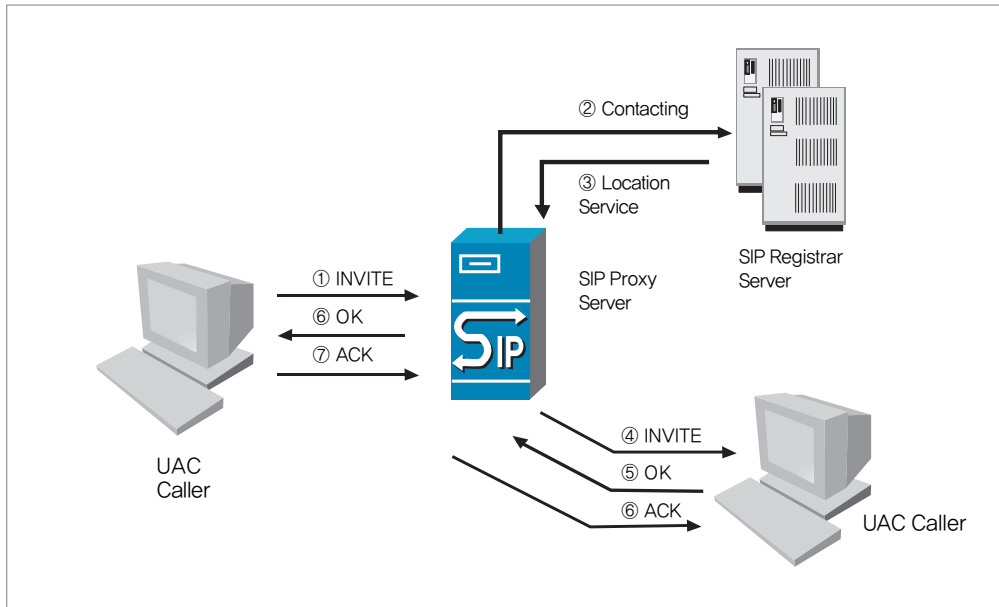 ② Contacting
③ Location
Service
SIP Registrar
Server
SIP Proxy
Server
① INVITE
⑥ OK
⑦ ACK
SIP
UAC
Caller
④ INVITE
⑤ OK
⑥ ACK
UAC Caller